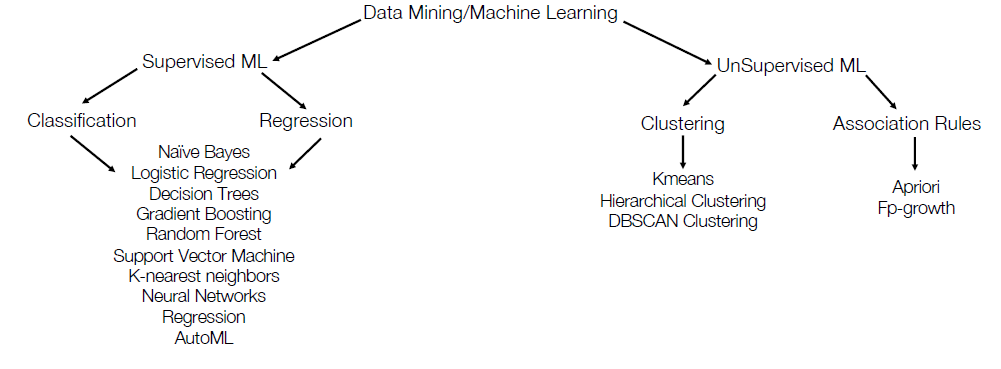 Data Mining/Machine Learning
Supervised ML
UnSupervised ML
Classification
Regression
Clustering
Association Rules
Naïve Bayes
Logistic Regression
Decision Trees
Gradient Boosting
Random Forest
Support Vector Machine
K-nearest neighbors
Neural Networks
Regression
AutoML
Kmeans
Hierarchical Clustering
DBSCAN Clustering
Apriori
Fp-growth